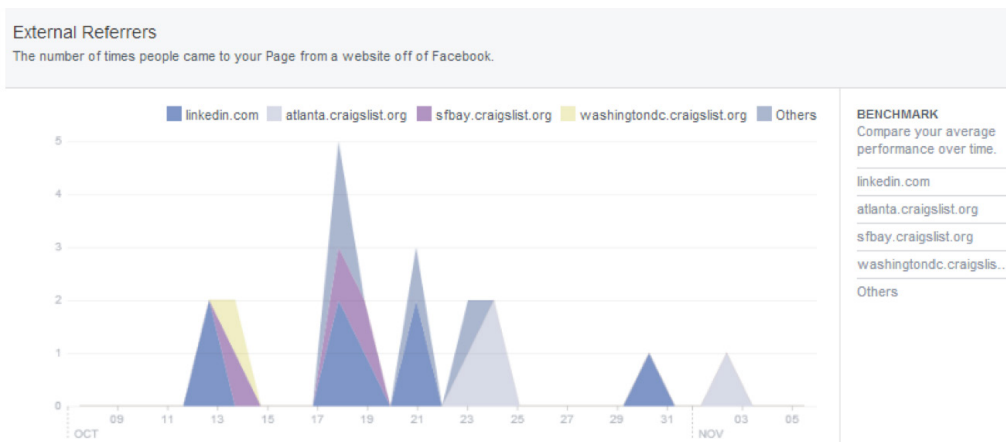 External Referrers
The number of times people came to your Page from a website off of Facebook.
linkedin.com atlanta.craigslist.org sfbay.craigslist.org washingtondc.craigslist.org Others
5
4
3
2
1
0
09 11 13 15 17 19 21 23 25 27 29 31 03 05
OCT NOV
BENCHMARK
Compare your average
performance over time.
linkedin.com
atlanta.craigslist.org
sfbay.craigslist.org
washingtondc.craigslis...
Others